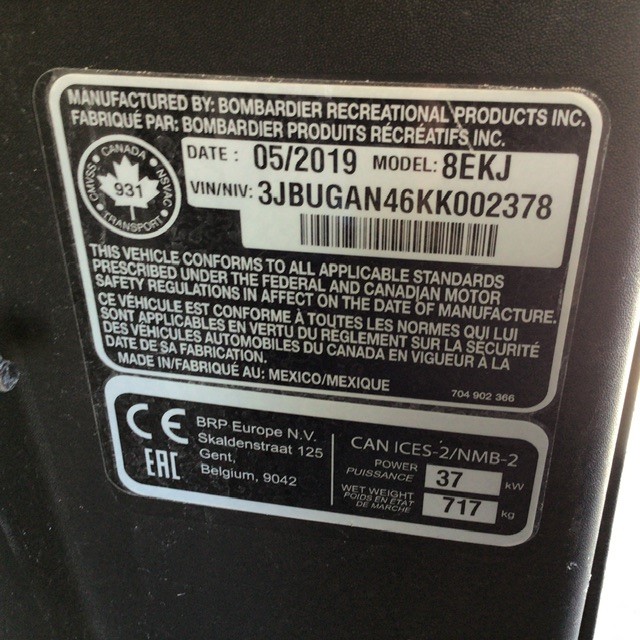 MANUFACTURED BY: BOMBARDIER RECREATIONAL PRODUCTS INC.
FABRIQUÉ PAR: BOMBARDIER PRODUITS RÉCRÉATIFS INC.
CANADA
CMVSS
931
NSVAC
TRANSPORT
DATE : 05/2019 MODEL: 8EKJ
VIN/NIV: 3JBUGAN46KK002378
THIS VEHICLE CONFORMS TO ALL APPLICABLE STANDARDS
PRESCRIBED UNDER THE FEDERAL AND CANADIAN MOTOR
SAFETY REGULATIONS IN AFFECT ON THE DATE OF MANUFACTURE.
CE VÉHICULE EST CONFORME À TOUTES LES NORMES QUI LUI
SONT APPLICABLES EN VERTU DU RÈGLEMENT SUR LA SÉCURITÉ
DES VÉHICULES AUTOMOBILES DU CANADA EN VIGUEUR À LA
DATE DE SA FABRICATION.
MADE IN/FABRIQUÉ AU: MEXICO/MEXIQUE
704 902 366
CE
EAC
BRP Europe N.V.
Skaldenstraat 125
Gent,
Belgium, 9042
CAN ICES-2/NMB-2
POWER
PUISSANCE
37 kW
WET WEIGHT
POIDS EN ÉTAT
DE MARCHE
717 kg